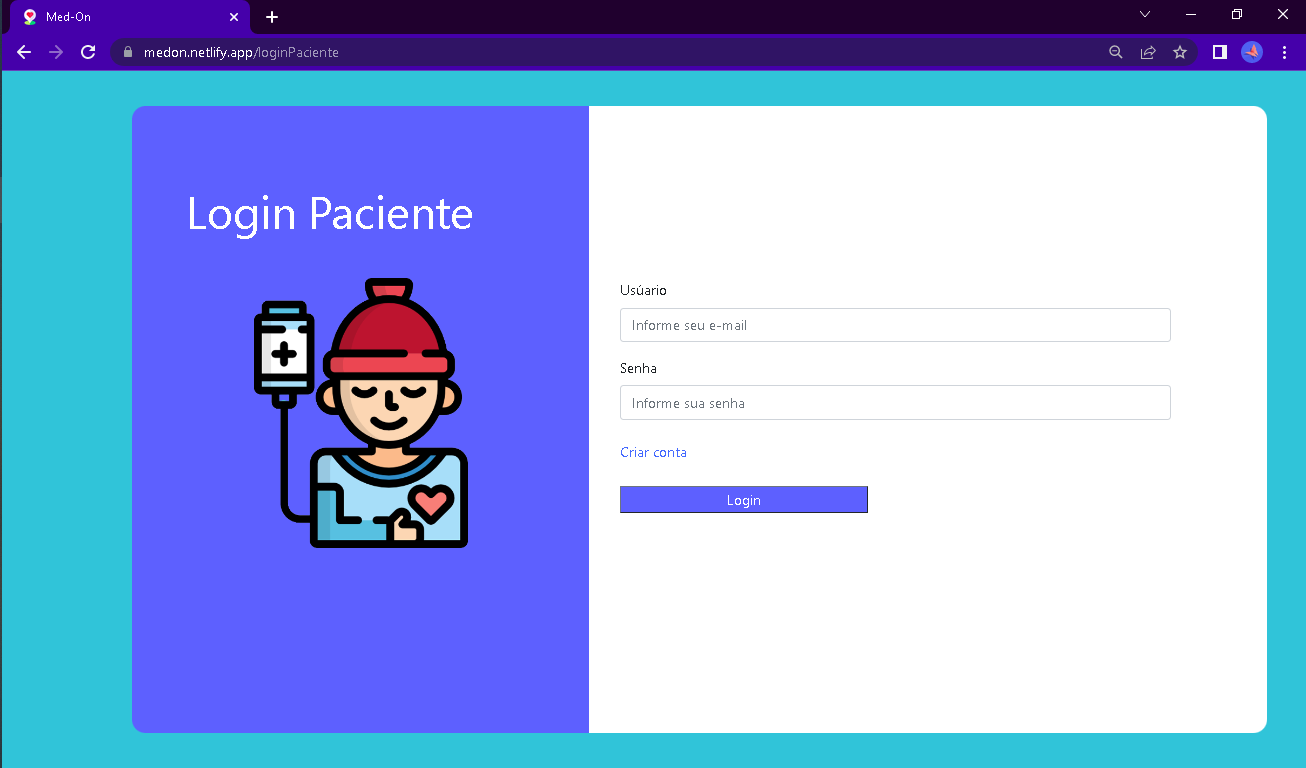 Med-On
medon.netlify.app/loginPaciente
Login Paciente
Usúario
Informe seu e-mail
Senha
Informe sua senha
Criar conta
Login